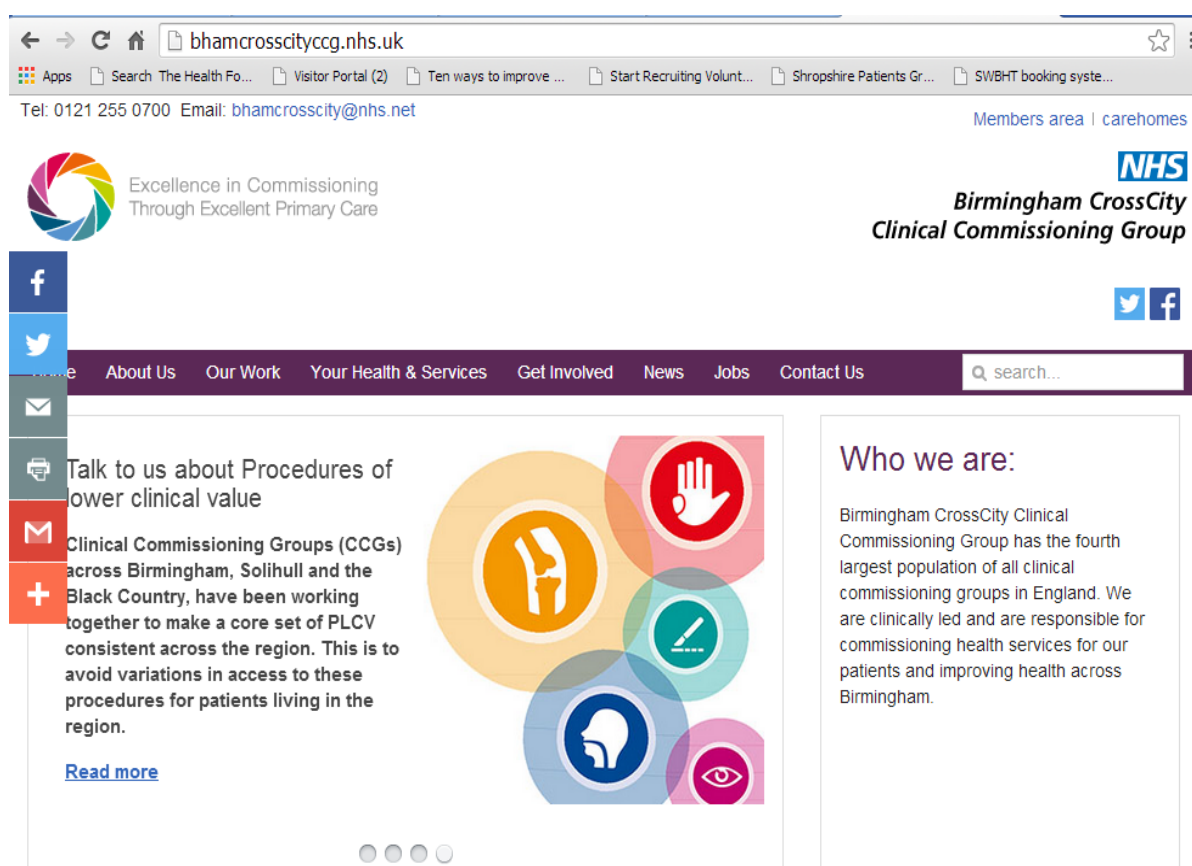 bhamcrosscityccg.nhs.uk
Apps Search The Health Fo... Visitor Portal (2) Ten ways to improve ... Start Recruiting Volunt... Shropshire Patients Gr... SWBHT booking syste...
Tel: 0121 255 0700 Email: bhamcrosscity@nhs.net
Members area | carehomes
Excellence in Commissioning
Through Excellent Primary Care
NHS
Birmingham CrossCity
Clinical Commissioning Group
About Us Our Work Your Health & Services Get Involved News Jobs Contact Us search...
Talk to us about Procedures of
lower clinical value
Clinical Commissioning Groups (CCGs)
across Birmingham, Solihull and the
Black Country, have been working
together to make a core set of PLCV
consistent across the region. This is to
avoid variations in access to these
procedures for patients living in the
region.
Read more
Who we are:
Birmingham CrossCity Clinical
Commissioning Group has the fourth
largest population of all clinical
commissioning groups in England. We
are clinically led and are responsible for
commissioning health services for our
patients and improving health across
Birmingham.